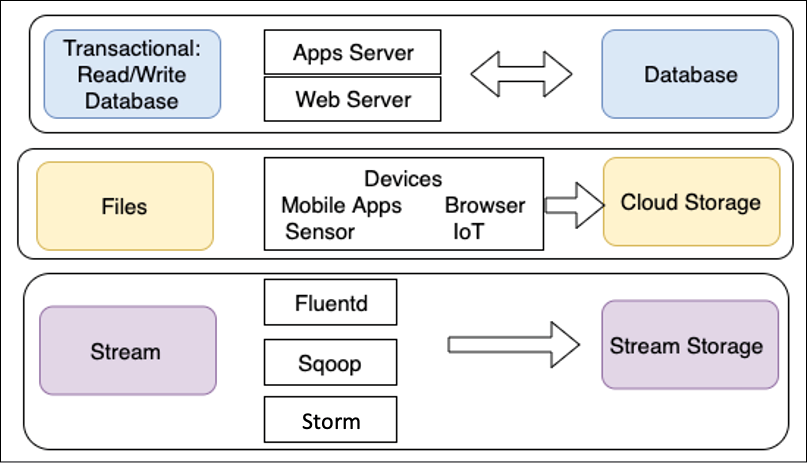 Transactional:
Read/Write
Database
Apps Server
Web Server
Database
Files
Devices
Mobile Apps Browser
Sensor IoT
Cloud Storage
Stream
Fluentd
Sqoop
Storm
Stream Storage